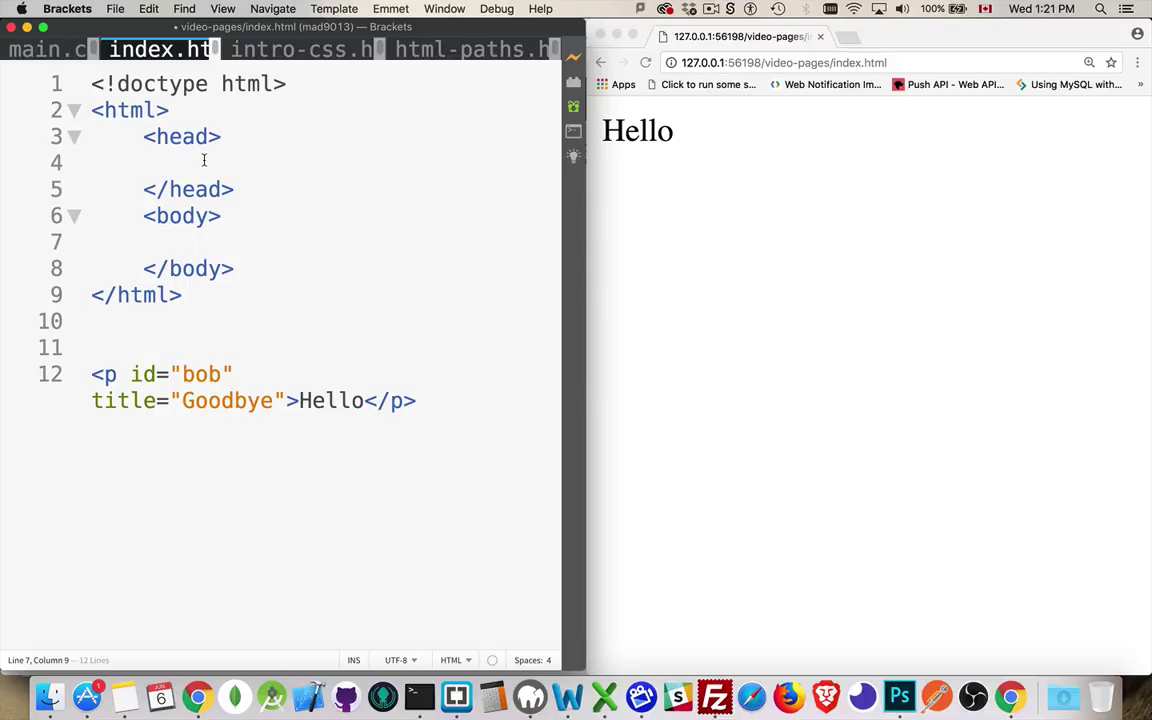 Brackets File Edit Find View Navigate Template Emmet Window Debug Help 100% Wed 1:21 PM
• video-pages/index.html (mad9013) — Brackets
main.c index.ht intro-css.h html-paths.h
127.0.0.1:56198/video-pages/i
127.0.0.1:56198/video-pages/index.html
Apps Click to run some s... Web Notification Im... Push API - Web API... Using MySQL with... »
1 <!doctype html>
2 <html>
3 <head>
4
5 </head>
6 <body>
7
8 </body>
9 </html>
10
11
12 <p id="bob"
title="Goodbye">Hello</p>
Hello
Line 7, Column 9 — 12 Lines INS UTF-8 HTML Spaces: 4